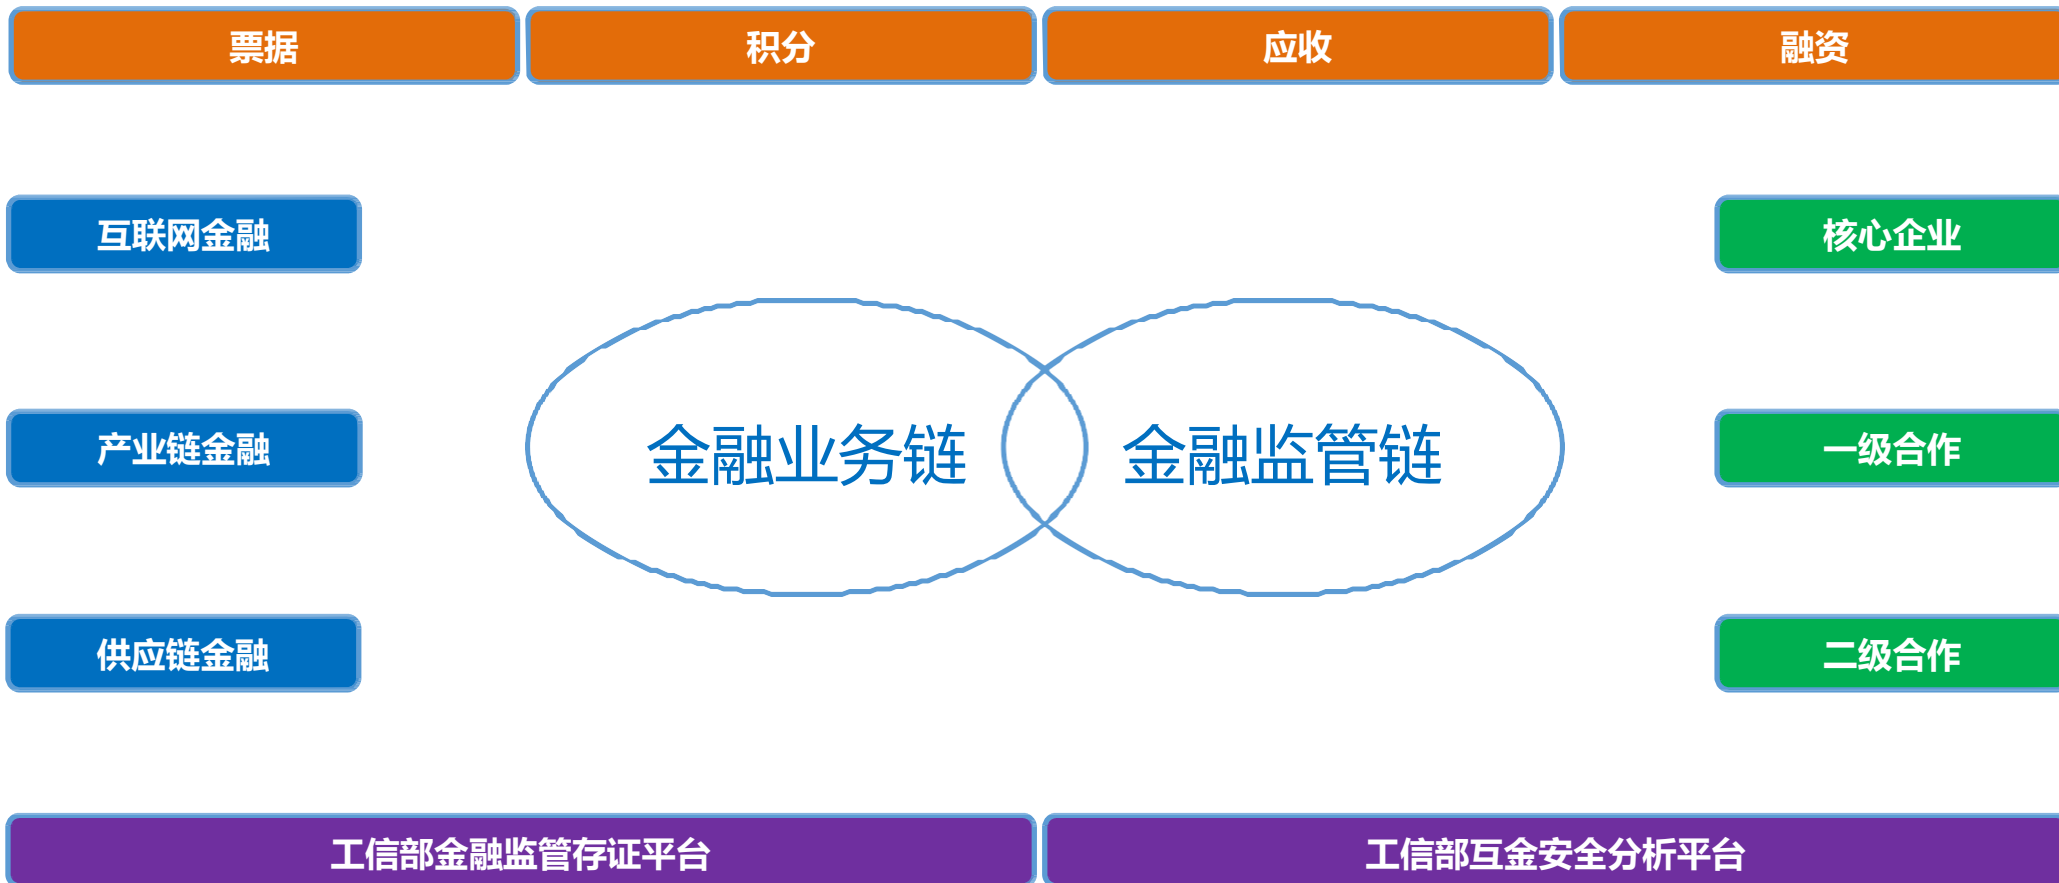 票据
积分
应收
融资
互联网金融
核心企业
金融业务链
金融监管链
产业链金融
一级合作
供应链金融
二级合作
工信部金融监管存证平台
工信部互金安全分析平台